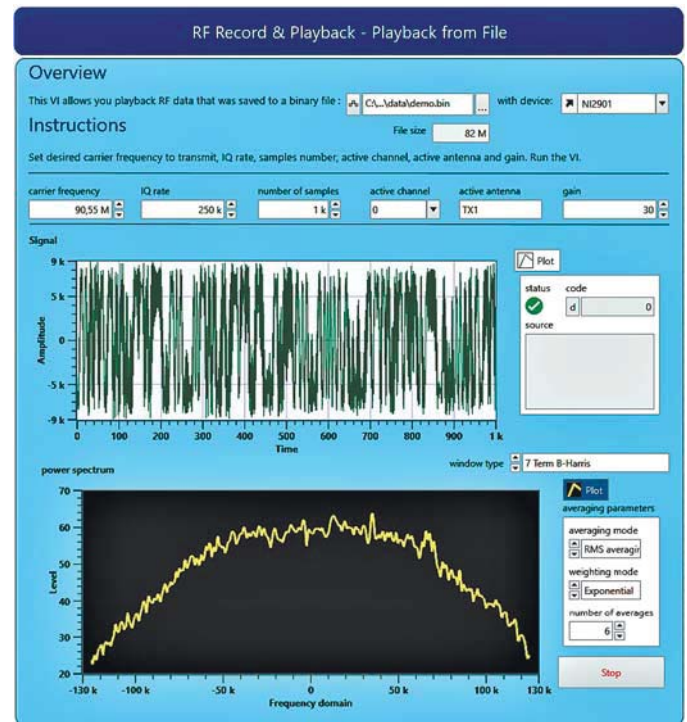 RF Record & Playback - Playback from File
Overview
This VI allows you playback RF data that was saved to a binary file : C:\...\data\demo.bin ... with device: NI2901
Instructions
File size 82 M
Set desired carrier frequency to transmit, IQ rate, samples number, active channel, active antenna and gain. Run the VI.
carrier frequency IQ rate number of samples active channel active antenna gain
90,55 M 250 k 1 k 0 TX1 30
Signal
Plot
9 k
5 k
0
-5 k
-9 k
Amplitude
0 100 200 300 400 500 600 700 800 900 1 k
Time
status code
d 0
source
window type 7 Term B-Harris
power spectrum
Plot
70
60
50
40
30
20
Level
-130 k -100 k -50 k 0 50 k 100 k 130 k
Frequency domain
averaging parameters
averaging mode
RMS averagin
weighting mode
Exponential
number of averages
6
Stop